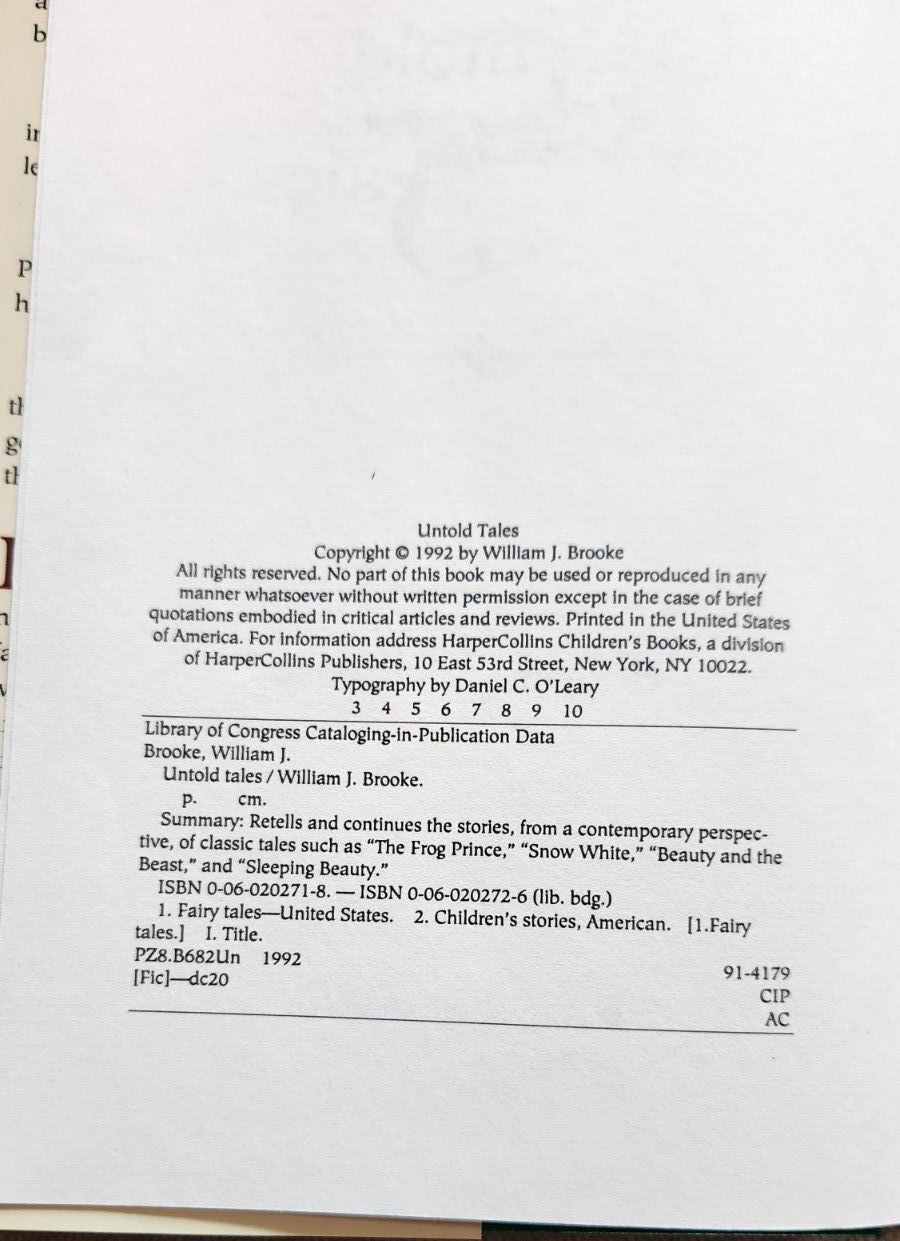 Untold Tales
Copyright © 1992 by William J. Brooke
All rights reserved. No part of this book may be used or reproduced in any
manner whatsoever without written permission except in the case of brief
quotations embodied in critical articles and reviews. Printed in the United States
of America. For information address HarperCollins Children's Books, a division
of HarperCollins Publishers, 10 East 53rd Street, New York, NY 10022.
Typography by Daniel C. O'Leary
3 4 5 6 7 8 9 10
Library of Congress Cataloging-in-Publication Data
Brooke, William J.
Untold tales / William J. Brooke.
p. cm.
Summary: Retells and continues the stories, from a contemporary perspec-
tive, of classic tales such as “The Frog Prince,” “Snow White,” “Beauty and the
Beast,” and “Sleeping Beauty.”
ISBN 0-06-020271-8. — ISBN 0-06-020272-6 (lib. bdg.)
1. Fairy tales—United States. 2. Children's stories, American. [1.Fairy
tales.] I. Title.
PZ8.B682Un 1992
[Fic]—dc20
91-4179
CIP
AC